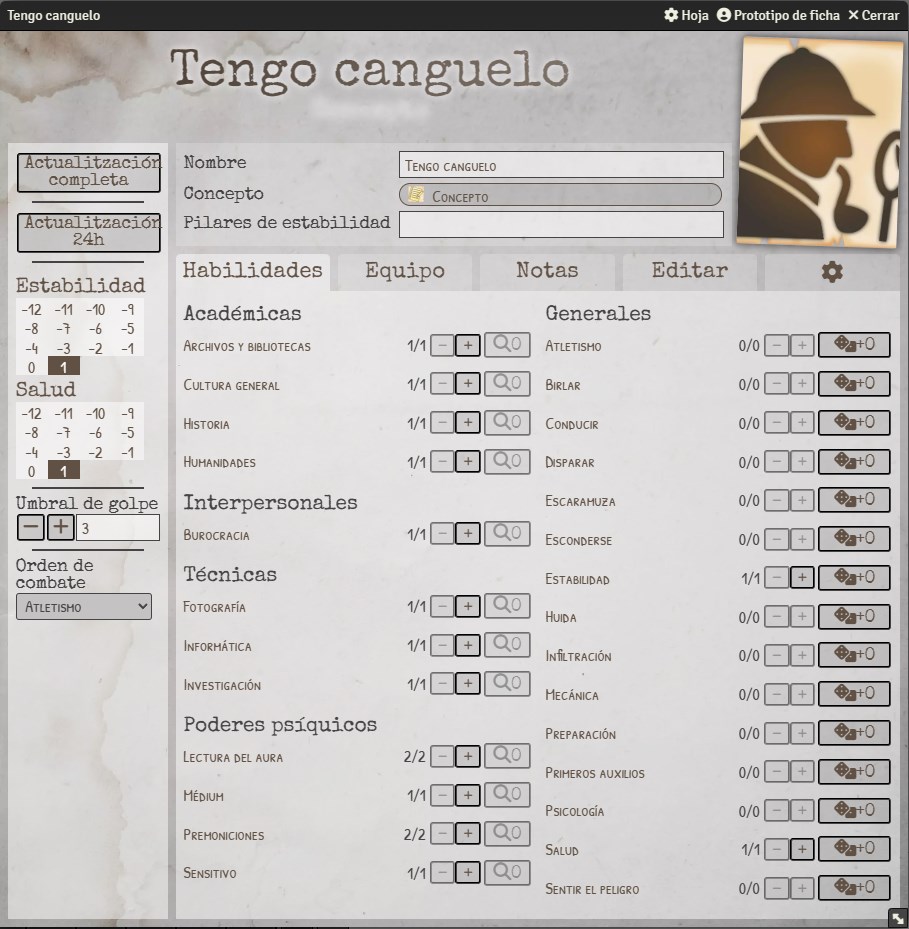 Tengo canguelo
Hoja
Prototipo de ficha
Cerrar
Tengo canguelo
Actualitzación
completa
Actualitzación
24h
Estabilidad
-12 -11 -10 -9
-8 -7 -6 -5
-4 -3 -2 -1
0 1
Salud
-12 -11 -10 -9
-8 -7 -6 -5
-4 -3 -2 -1
0 1
Umbral de golpe
− + 3
Orden de
combate
Atletismo
Nombre Tengo canguelo
Concepto Concepto
Pilares de estabilidad
Habilidades Equipo Notas Editar
Académicas
Archivos y bibliotecas 1/1 − + 0
Cultura general 1/1 − + 0
Historia 1/1 − + 0
Humanidades 1/1 − + 0
Interpersonales
Burocracia 1/1 − + 0
Técnicas
Fotografía 1/1 − + 0
Informática 1/1 − + 0
Investigación 1/1 − + 0
Poderes psíquicos
Lectura del aura 2/2 − + 0
Médium 1/1 − + 0
Premoniciones 2/2 − + 0
Sensitivo 1/1 − + 0
Generales
Atletismo 0/0 − + +0
Birlar 0/0 − + +0
Conducir 0/0 − + +0
Disparar 0/0 − + +0
Escaramuza 0/0 − + +0
Esconderse 0/0 − + +0
Estabilidad 1/1 − + +0
Huida 0/0 − + +0
Infiltración 0/0 − + +0
Mecánica 0/0 − + +0
Preparación 0/0 − + +0
Primeros auxilios 0/0 − + +0
Psicología 0/0 − + +0
Salud 1/1 − + +0
Sentir el peligro 0/0 − + +0